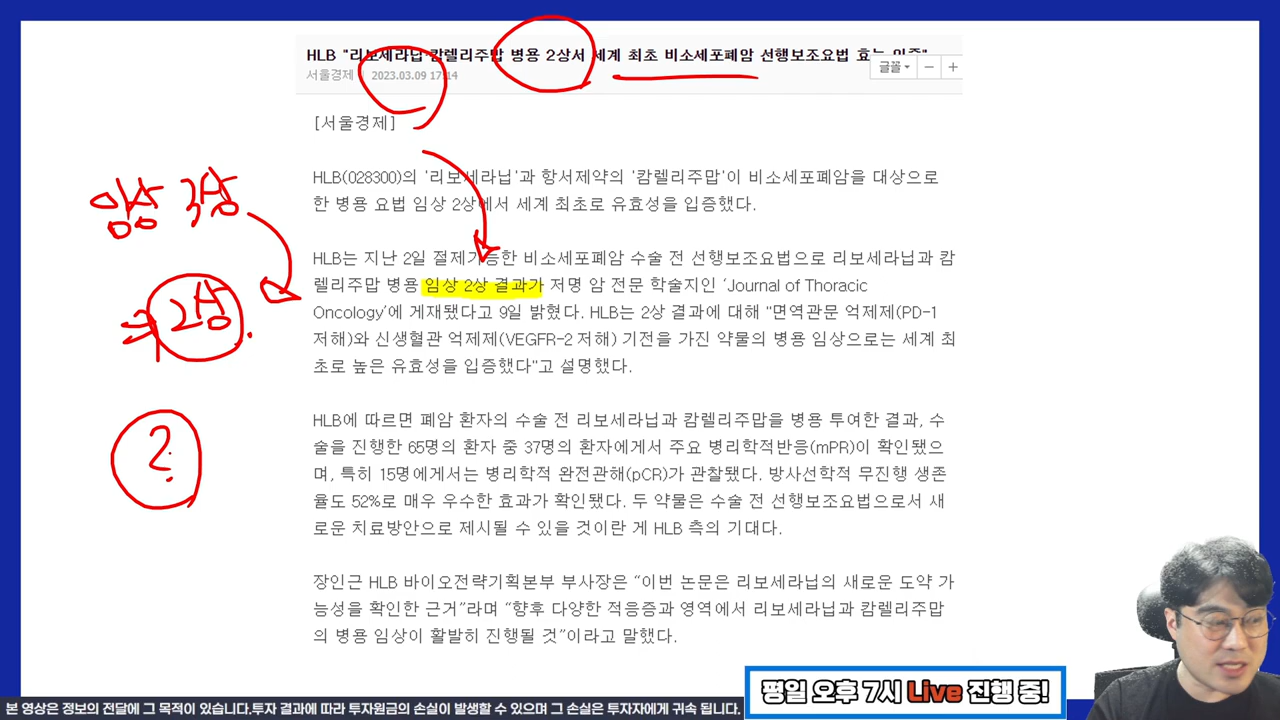 HLB "리보세라닙·캄렐리주맙 병용 2상서 세계 최초 비소세포폐암 선행보조요법 효능 입증"
서울경제 2023.03.09 17:14
글꼴 - +
[서울경제]
HLB(028300)의 '리보세라닙'과 항서제약의 '캄렐리주맙'이 비소세포폐암을 대상으로
한 병용 요법 임상 2상에서 세계 최초로 유효성을 입증했다.
HLB는 지난 2일 절제가능한 비소세포폐암 수술 전 선행보조요법으로 리보세라닙과 캄
렐리주맙 병용 임상 2상 결과가 저명 암 전문 학술지인 ‘Journal of Thoracic
Oncology’에 게재됐다고 9일 밝혔다. HLB는 2상 결과에 대해 "면역관문 억제제(PD-1
저해)와 신생혈관 억제제(VEGFR-2 저해) 기전을 가진 약물의 병용 임상으로는 세계 최
초로 높은 유효성을 입증했다"고 설명했다.
HLB에 따르면 폐암 환자의 수술 전 리보세라닙과 캄렐리주맙을 병용 투여한 결과, 수
술을 진행한 65명의 환자 중 37명의 환자에게서 주요 병리학적반응(mPR)이 확인됐으
며, 특히 15명에게서는 병리학적 완전관해(pCR)가 관찰됐다. 방사선학적 무진행 생존
율도 52%로 매우 우수한 효과가 확인됐다. 두 약물은 수술 전 선행보조요법으로서 새
로운 치료방안으로 제시될 수 있을 것이란 게 HLB 측의 기대다.
장인근 HLB 바이오전략기획본부 부사장은 “이번 논문은 리보세라닙의 새로운 도약 가
능성을 확인한 근거”라며 “향후 다양한 적응증과 영역에서 리보세라닙과 캄렐리주맙
의 병용 임상이 활발히 진행될 것”이라고 말했다.
임상 3상
2상.
?
평일 오후 7시 Live 진행 중!
본 영상은 정보의 전달에 그 목적이 있습니다.투자 결과에 따라 투자원금의 손실이 발생할 수 있으며 그 손실은 투자자에게 귀속 됩니다.